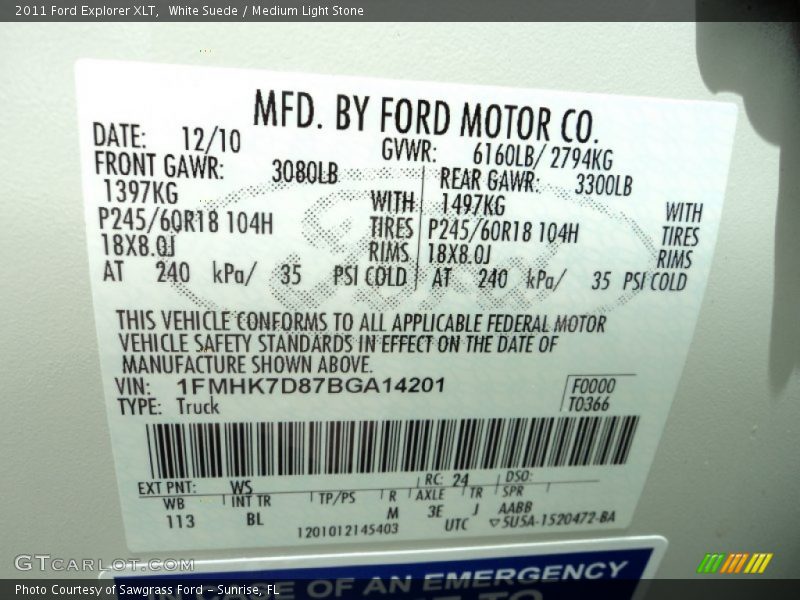 2011 Ford Explorer XLT,  White Suede / Medium Light Stone
MFD. BY FORD MOTOR CO.
DATE: 12/10 GVWR: 6160LB/ 2794KG
FRONT GAWR: 3080LB REAR GAWR: 3300LB
1397KG WITH 1497KG WITH
P245/60R18 104H TIRES P245/60R18 104H TIRES
18X8.0J RIMS 18X8.0J RIMS
AT 240 kPa/ 35 PSI COLD AT 240 kPa/ 35 PSI COLD
THIS VEHICLE CONFORMS TO ALL APPLICABLE FEDERAL MOTOR
VEHICLE SAFETY STANDARDS IN EFFECT ON THE DATE OF
MANUFACTURE SHOWN ABOVE.
VIN: 1FMHK7D87BGA14201 F0000
TYPE: Truck T0366
EXT PNT: WS RC: 24 DSO:
WB INT TR TP/PS R AXLE TR SPR
113 BL M 3E J AABB
1201012145403 UTC 5U5A-1520472-BA
IN CASE OF AN EMERGENCY
GTCARLOT.COM
Photo Courtesy of Sawgrass Ford - Sunrise, FL